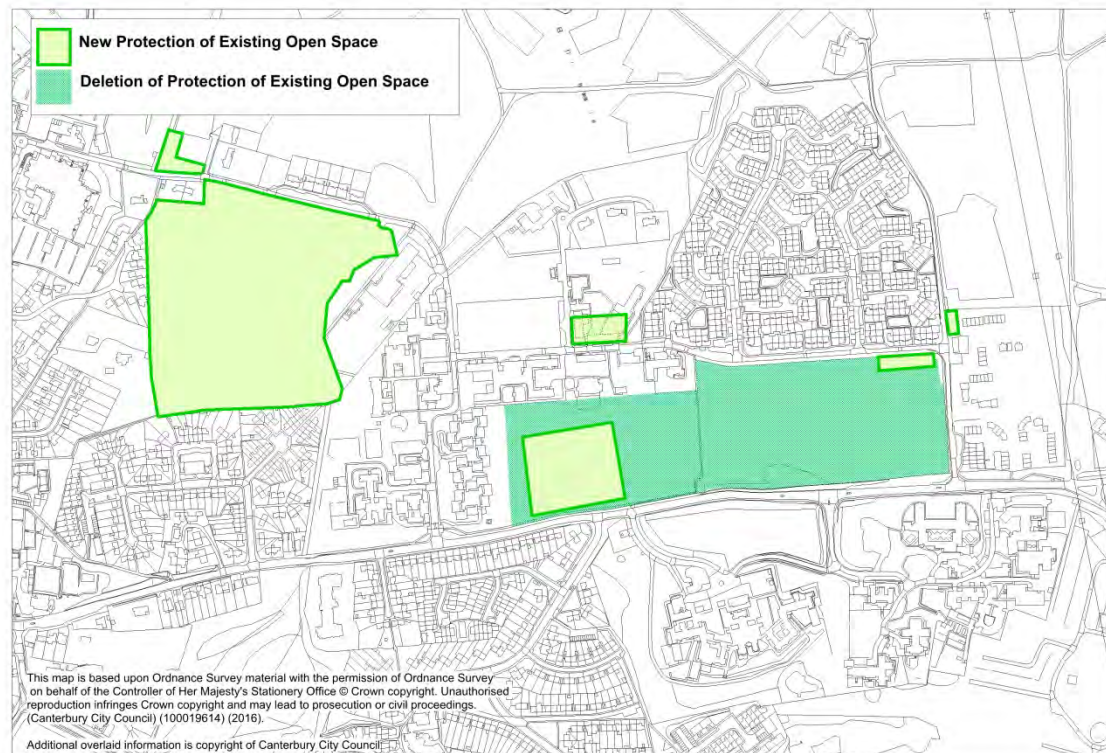 New Protection of Existing Open Space
Deletion of Protection of Existing Open Space
This map is based upon Ordnance Survey material with the permission of Ordnance Survey
on behalf of the Controller of Her Majesty's Stationery Office © Crown copyright. Unauthorised
reproduction infringes Crown copyright and may lead to prosecution or civil proceedings.
(Canterbury City Council) (100019614) (2016).
Additional overlaid information is copyright of Canterbury City Council.